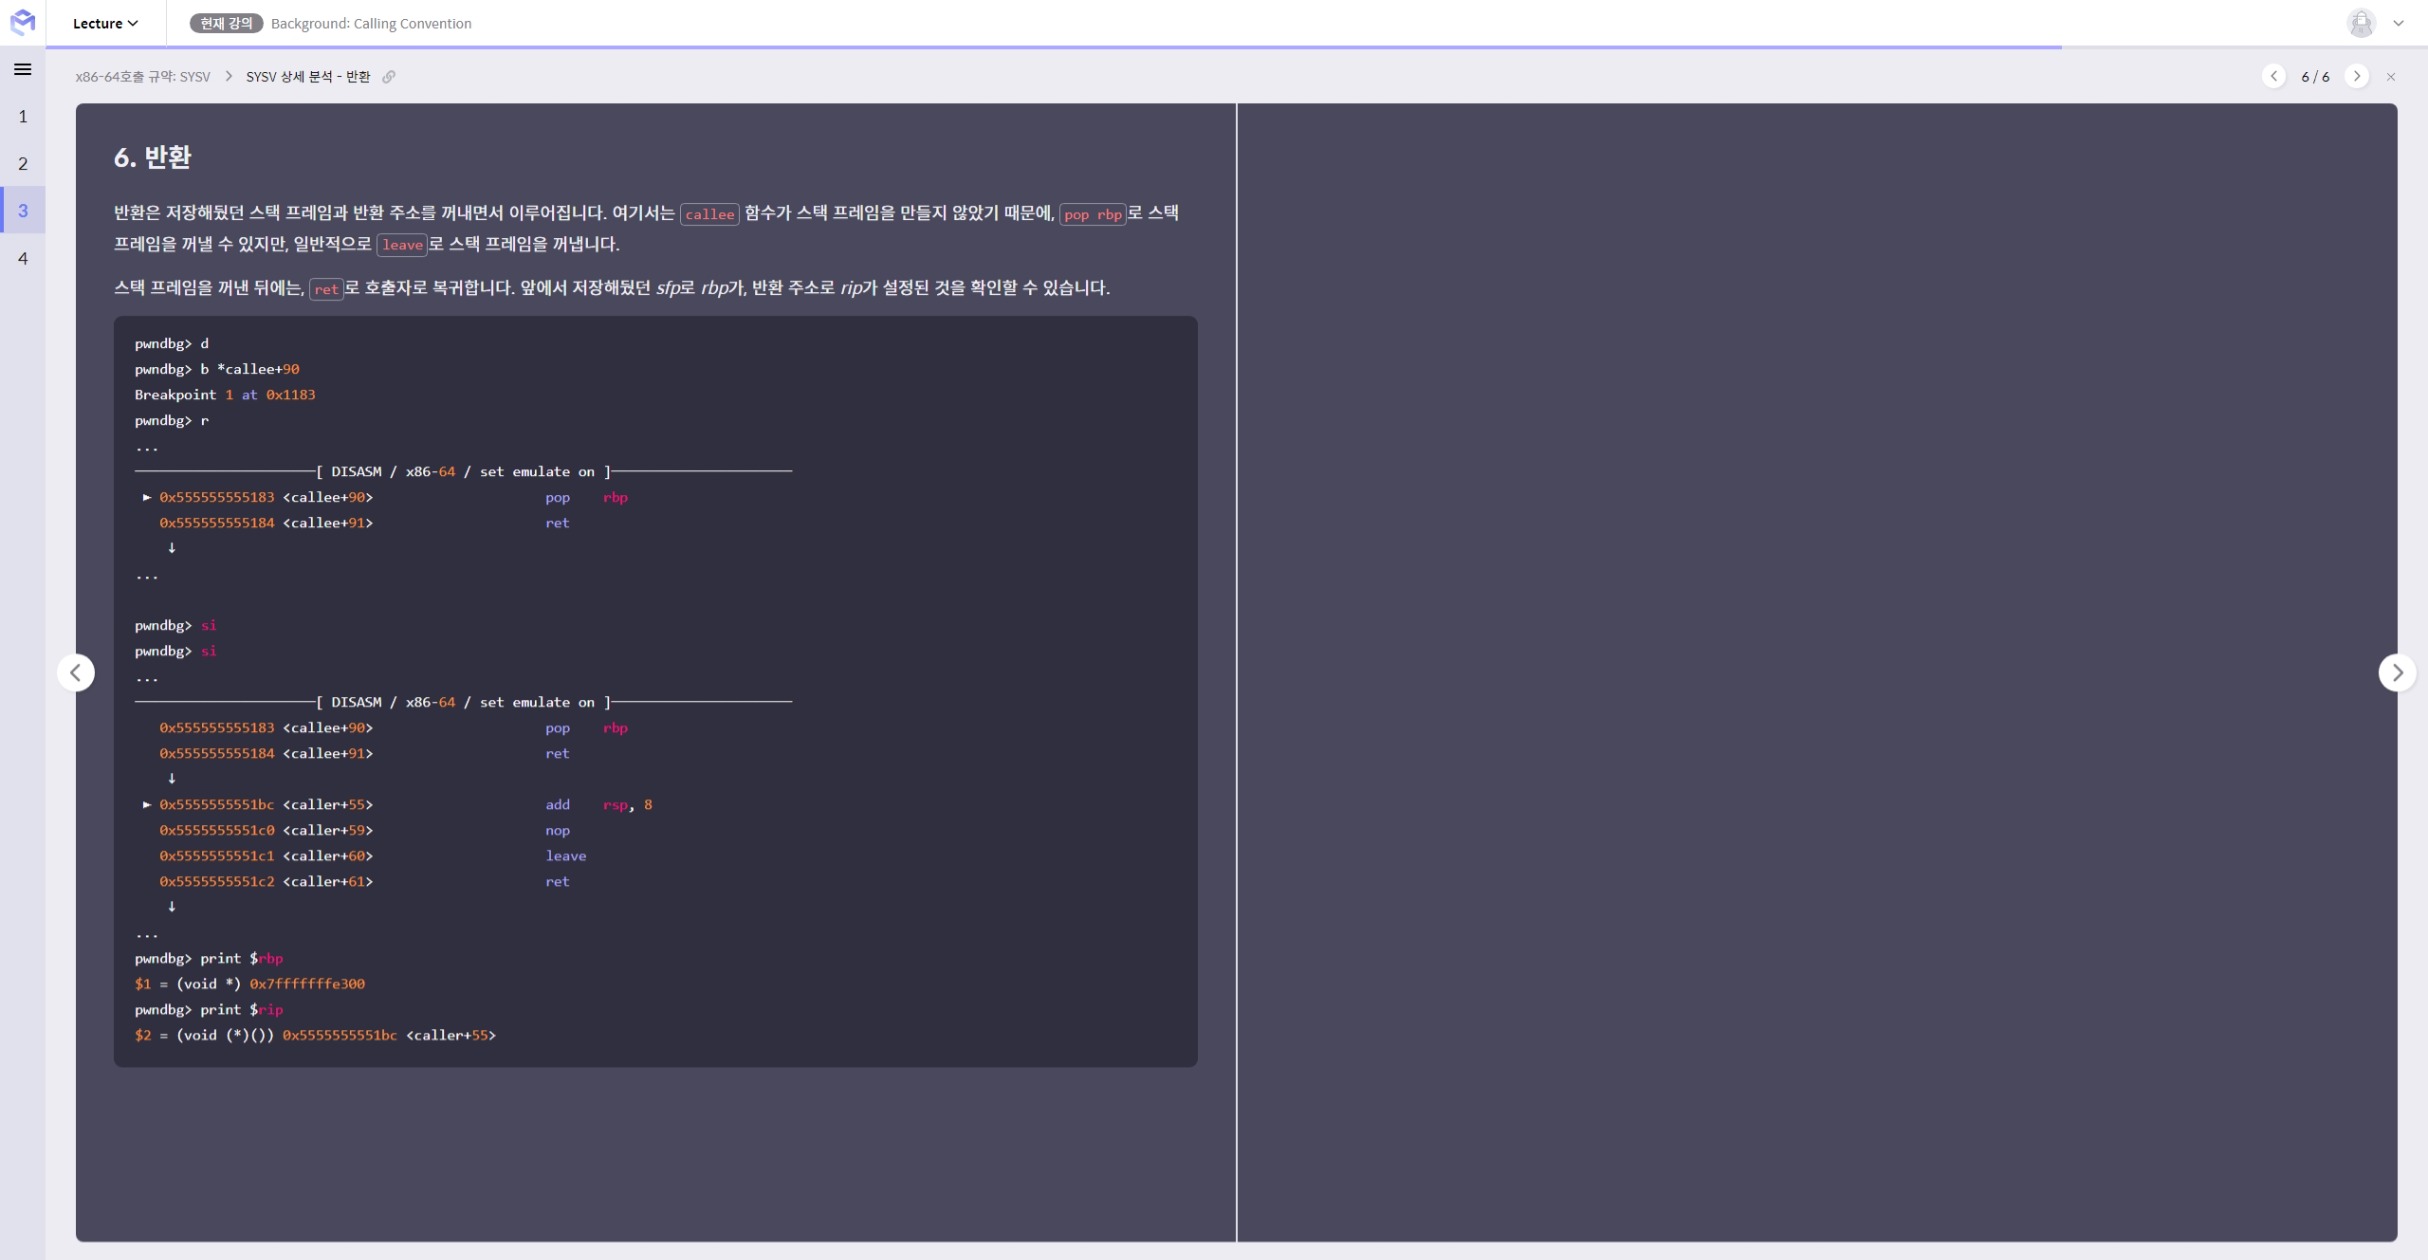 Lecture
현재 강의 Background: Calling Convention
x86-64호출 규약: SYSV > SYSV 상세 분석 - 반환
6 / 6
1
2
3
4
6. 반환
반환은 저장해뒀던 스택 프레임과 반환 주소를 꺼내면서 이루어집니다. 여기서는 callee 함수가 스택 프레임을 만들지 않았기 때문에, pop rbp로 스택
프레임을 꺼낼 수 있지만, 일반적으로 leave로 스택 프레임을 꺼냅니다.
스택 프레임을 꺼낸 뒤에는, ret로 호출자로 복귀합니다. 앞에서 저장해뒀던 sfp로 rbp가, 반환 주소로 rip가 설정된 것을 확인할 수 있습니다.
pwndbg> d
pwndbg> b *callee+90
Breakpoint 1 at 0x1183
pwndbg> r
...
──────────────────────[ DISASM / x86-64 / set emulate on ]──────────────────────
 ► 0x555555555183 <callee+90>                     pop    rbp
   0x555555555184 <callee+91>                     ret
    ↓
...
pwndbg> si
pwndbg> si
...
──────────────────────[ DISASM / x86-64 / set emulate on ]──────────────────────
   0x555555555183 <callee+90>                     pop    rbp
   0x555555555184 <callee+91>                     ret
    ↓
 ► 0x5555555551bc <caller+55>                     add    rsp, 8
   0x5555555551c0 <caller+59>                     nop
   0x5555555551c1 <caller+60>                     leave
   0x5555555551c2 <caller+61>                     ret
    ↓
...
pwndbg> print $rbp
$1 = (void *) 0x7fffffffe300
pwndbg> print $rip
$2 = (void (*)()) 0x5555555551bc <caller+55>